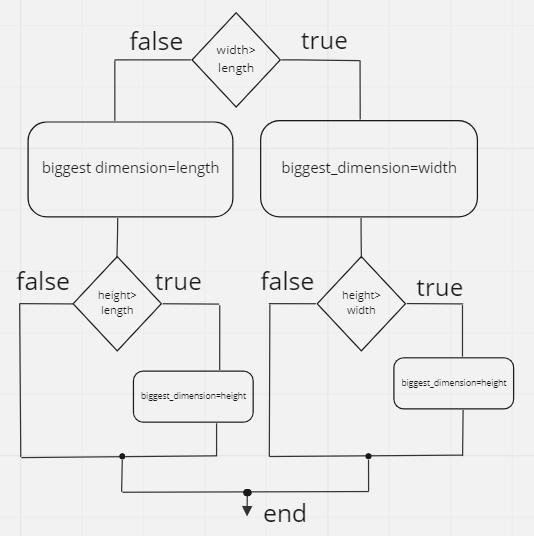 false
width>
length
true
biggest dimension=length
biggest_dimension=width
false
height>
length
true
false
height>
width
true
biggest_dimension=height
biggest_dimension=height
end